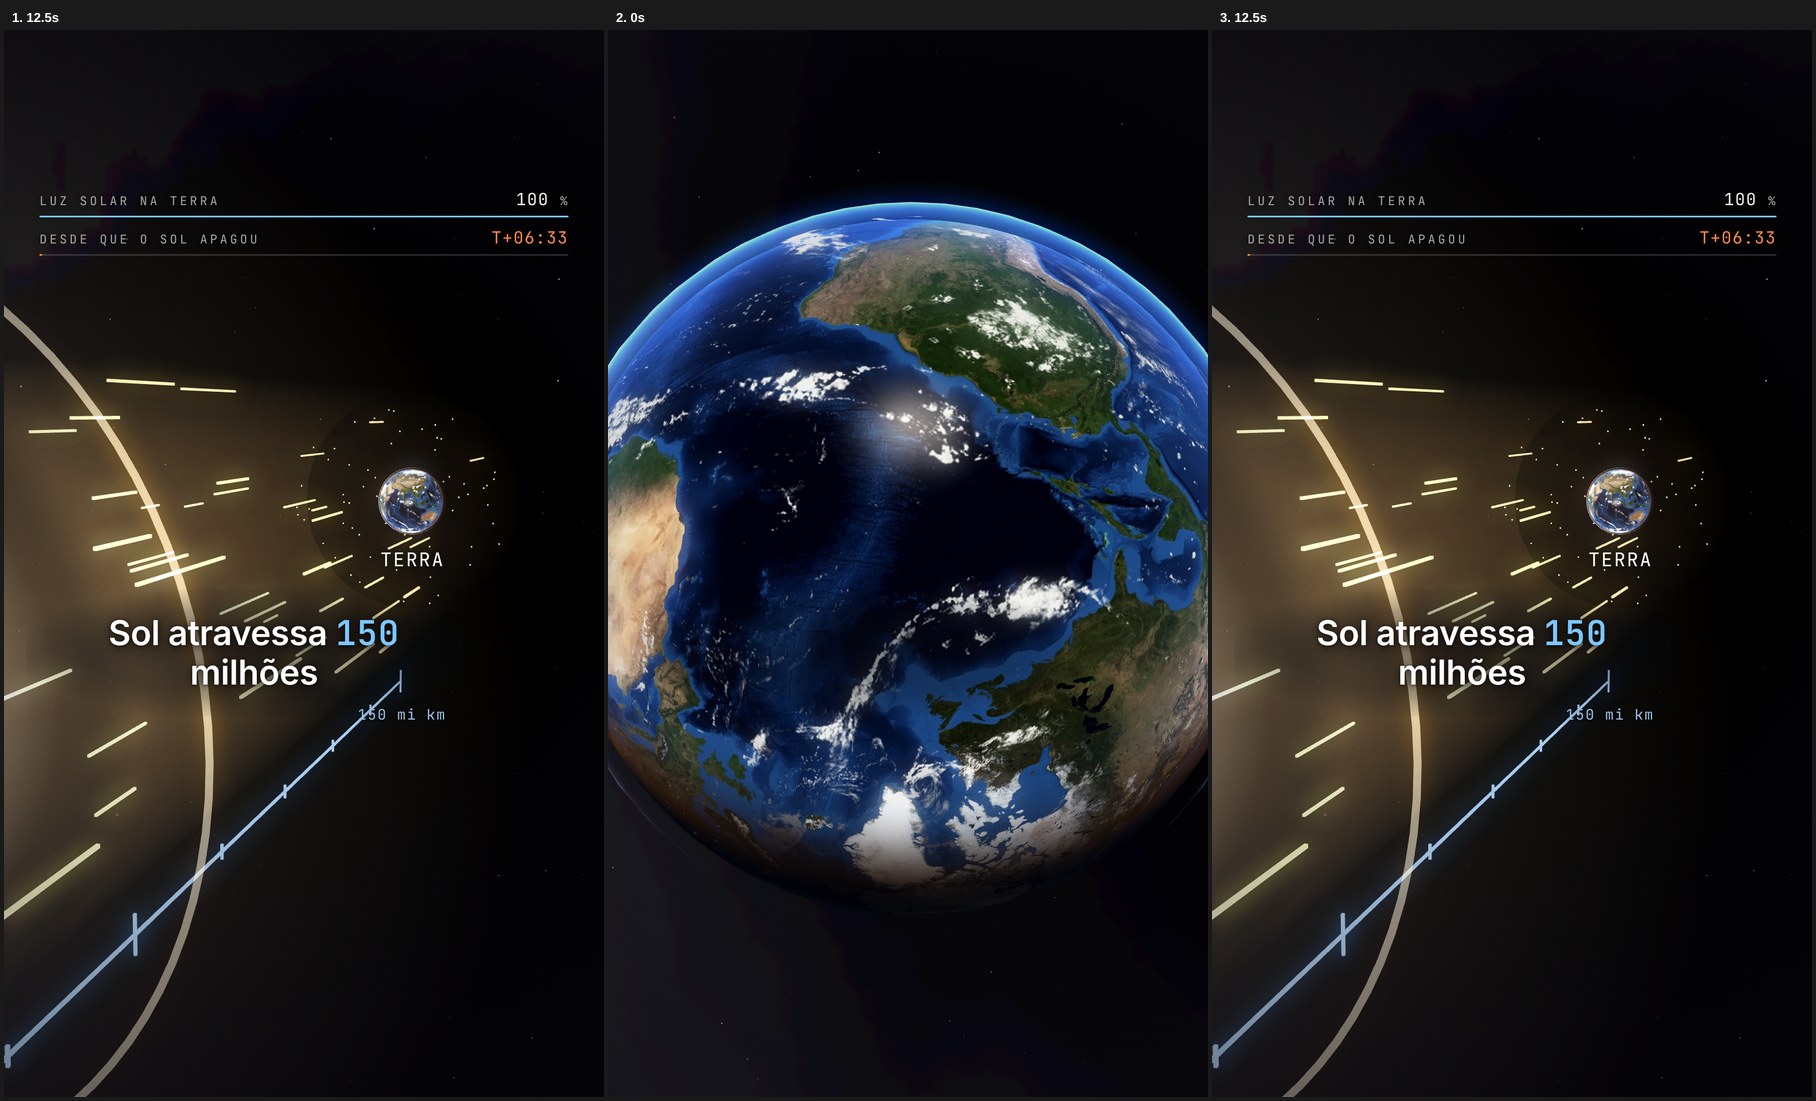 1. 12.5s
LUZ SOLAR NA TERRA 100 %
DESDE QUE O SOL APAGOU T+06:33
TERRA
Sol atravessa 150
milhões
150 mi km
2. 0s
3. 12.5s
LUZ SOLAR NA TERRA 100 %
DESDE QUE O SOL APAGOU T+06:33
TERRA
Sol atravessa 150
milhões
150 mi km